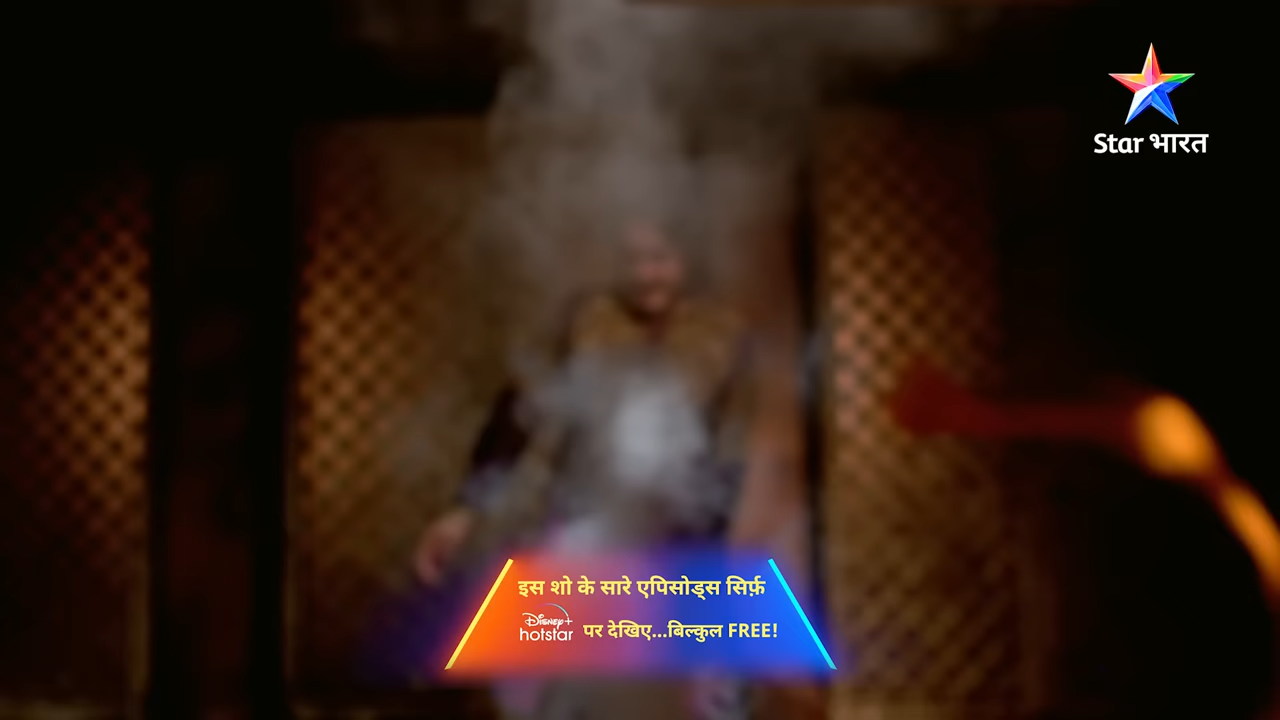 Star भारत
इस शो के सारे एपिसोड्स सिर्फ़
Disney+ hotstar पर देखिए...बिल्कुल FREE!